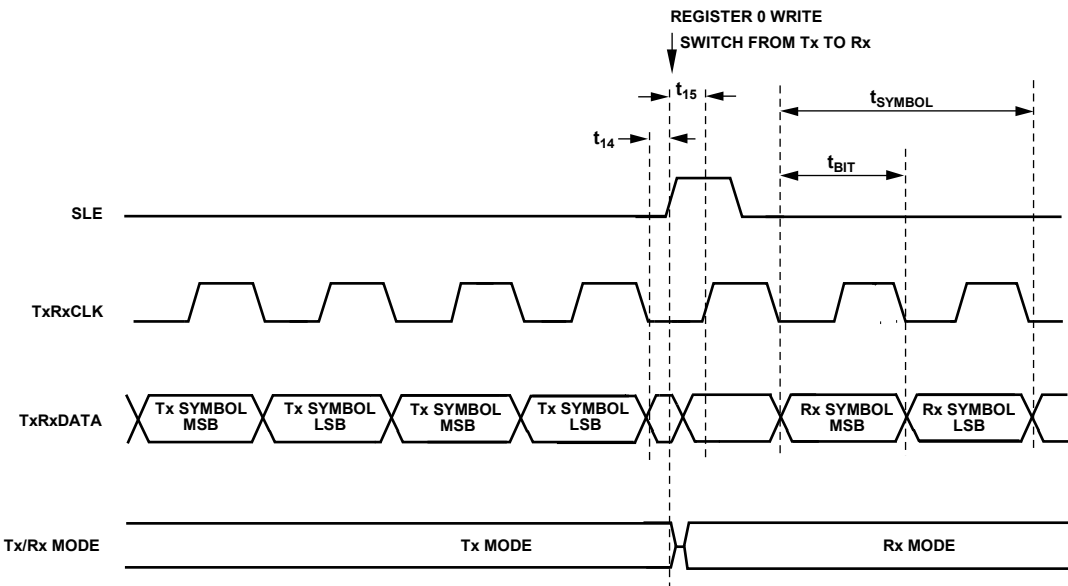 REGISTER 0 WRITE
SWITCH FROM Tx TO Rx
t15
tSYMBOL
t14
tBIT
SLE
TxRxCLK
TxRxDATA
Tx SYMBOL
MSB
Tx SYMBOL
LSB
Tx SYMBOL
MSB
Tx SYMBOL
LSB
Rx SYMBOL
MSB
Rx SYMBOL
LSB
Tx/Rx MODE
Tx MODE
Rx MODE